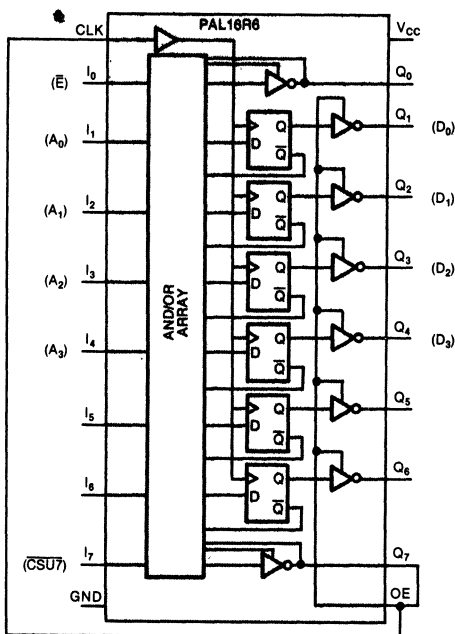 PAL16R6
CLK
VCC
(E̅) I0 Q0
(A0) I1 Q Q1 (D0)
D Q̅
(A1) I2 Q Q2 (D1)
D Q̅
(A2) I3 Q Q3 (D2)
D Q̅
AND/OR ARRAY
(A3) I4 Q Q4 (D3)
D Q̅
I5 Q Q5
D Q̅
I6 Q Q6
D Q̅
(C̅S̅U̅7̅) I7 Q7
GND OE